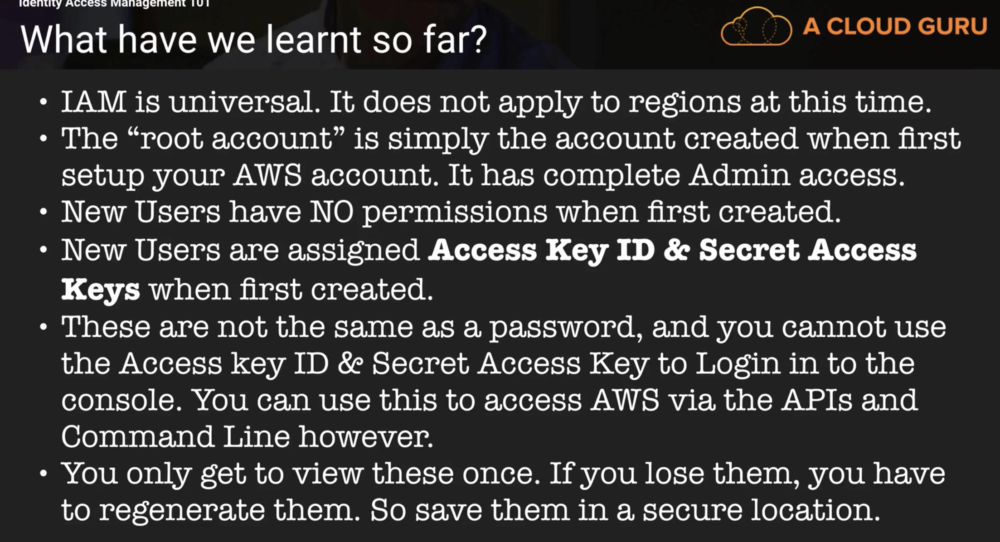 Identity Access Management 101
What have we learnt so far?
A CLOUD GURU
• IAM is universal. It does not apply to regions at this time.
• The “root account” is simply the account created when first
setup your AWS account. It has complete Admin access.
• New Users have NO permissions when first created.
• New Users are assigned Access Key ID & Secret Access
Keys when first created.
• These are not the same as a password, and you cannot use
the Access key ID & Secret Access Key to Login in to the
console. You can use this to access AWS via the APIs and
Command Line however.
• You only get to view these once. If you lose them, you have
to regenerate them. So save them in a secure location.